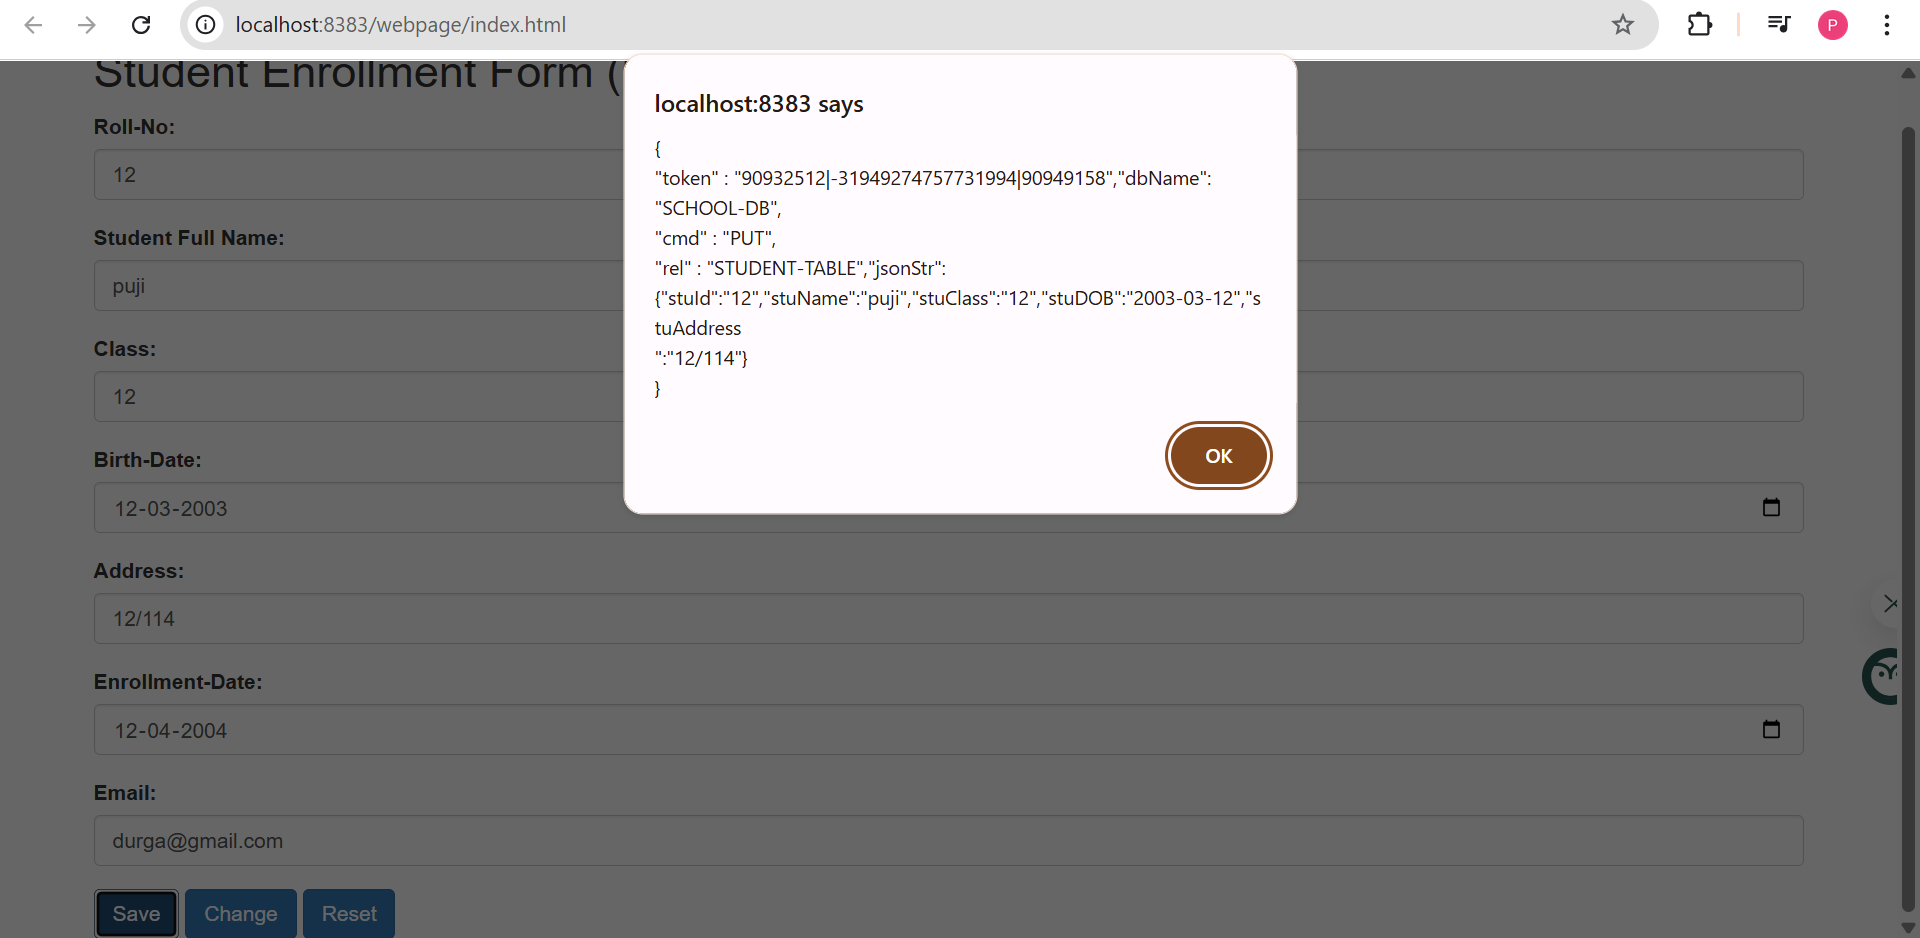 localhost:8383/webpage/index.html
P
Student Enrollment Form (
localhost:8383 says
{
"token" : "90932512|-31949274757731994|90949158","dbName":
"SCHOOL-DB",
"cmd" : "PUT",
"rel" : "STUDENT-TABLE","jsonStr":
{"stuId":"12","stuName":"puji","stuClass":"12","stuDOB":"2003-03-12","s
tuAddress
":"12/114"}
}
OK
Roll-No:
12
Student Full Name:
puji
Class:
12
Birth-Date:
12-03-2003
Address:
12/114
Enrollment-Date:
12-04-2004
Email:
durga@gmail.com
Save Change Reset